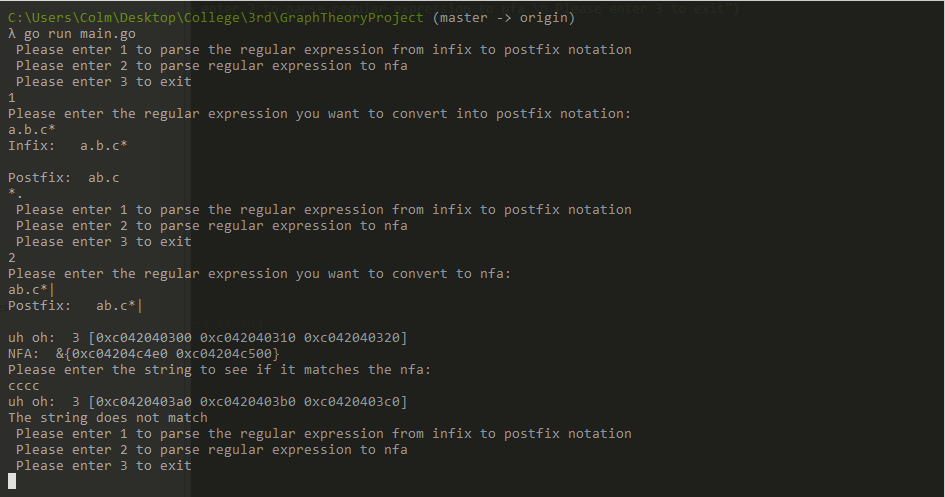 C:\Users\Colm\Desktop\College\3rd\GraphTheoryProject (master -> origin)
λ go run main.go
 Please enter 1 to parse the regular expression from infix to postfix notation
 Please enter 2 to parse regular expression to nfa
 Please enter 3 to exit
1
Please enter the regular expression you want to convert into postfix notation:
a.b.c*
Infix:   a.b.c*

Postfix:  ab.c
*.
 Please enter 1 to parse the regular expression from infix to postfix notation
 Please enter 2 to parse regular expression to nfa
 Please enter 3 to exit
2
Please enter the regular expression you want to convert to nfa:
ab.c*|
Postfix:   ab.c*|

uh oh:  3 [0xc042040300 0xc042040310 0xc042040320]
NFA:  &{0xc04204c4e0 0xc04204c500}
Please enter the string to see if it matches the nfa:
cccc
uh oh:  3 [0xc0420403a0 0xc0420403b0 0xc0420403c0]
The string does not match
 Please enter 1 to parse the regular expression from infix to postfix notation
 Please enter 2 to parse regular expression to nfa
 Please enter 3 to exit